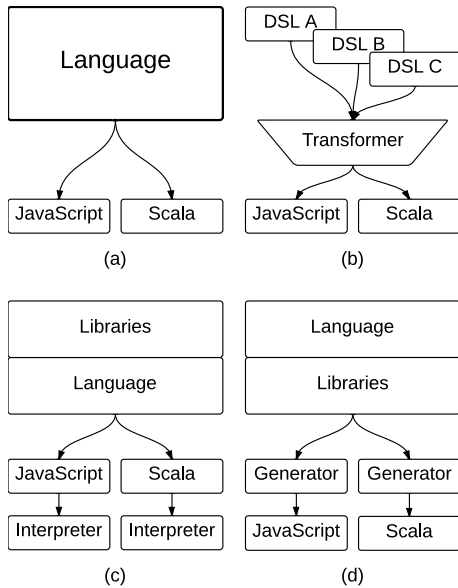 Language
JavaScript
Scala
(a)
DSL A
DSL B
DSL C
Transformer
JavaScript
Scala
(b)
Libraries
Language
JavaScript
Scala
Interpreter
Interpreter
(c)
Language
Libraries
Generator
Generator
JavaScript
Scala
(d)